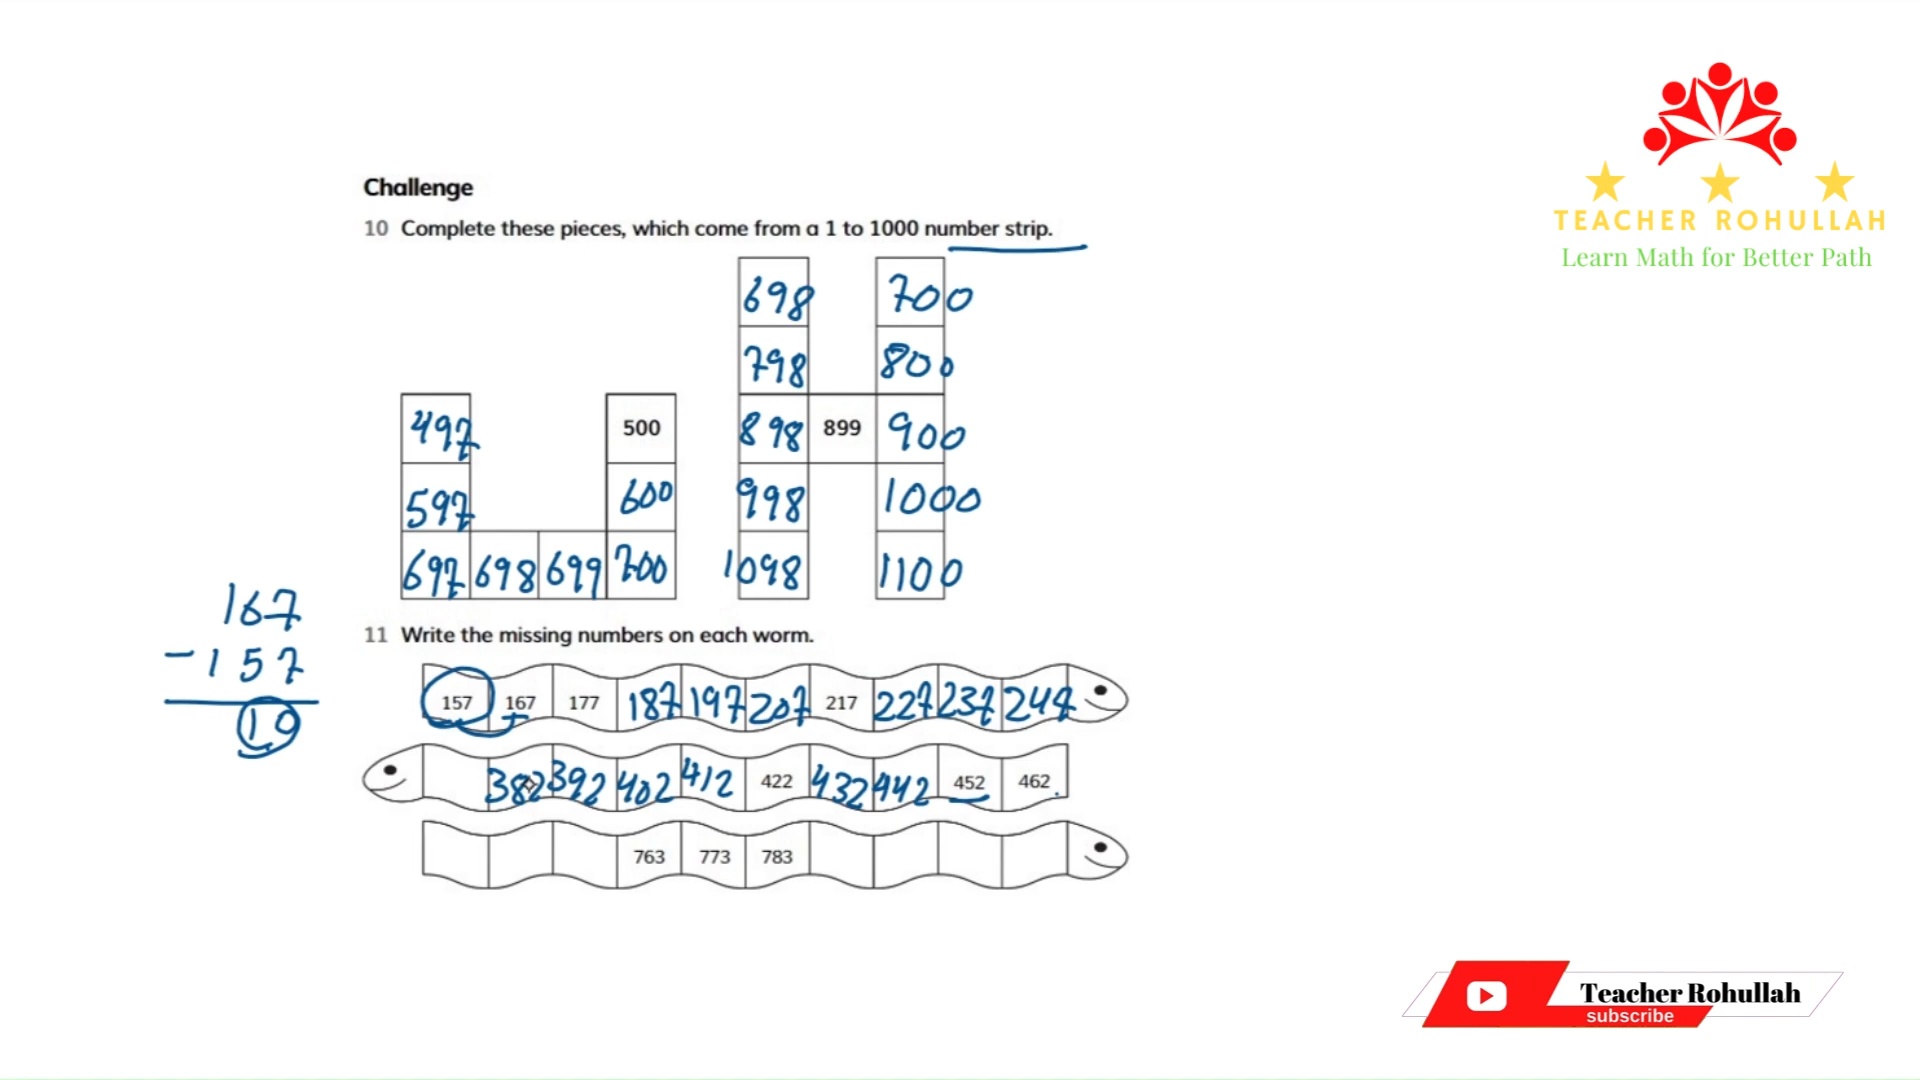 TEACHER ROHULLAH
Learn Math for Better Path
Challenge
10 Complete these pieces, which come from a 1 to 1000 number strip.
698 700
798 800
497 500 898 899 900
597 600 998 1000
697 698 699 700 1098 1100
167
- 157
10
11 Write the missing numbers on each worm.
157 167 177 187 197 207 217 227 237 247
382 392 402 412 422 432 442 452 462
763 773 783
Teacher Rohullah
subscribe